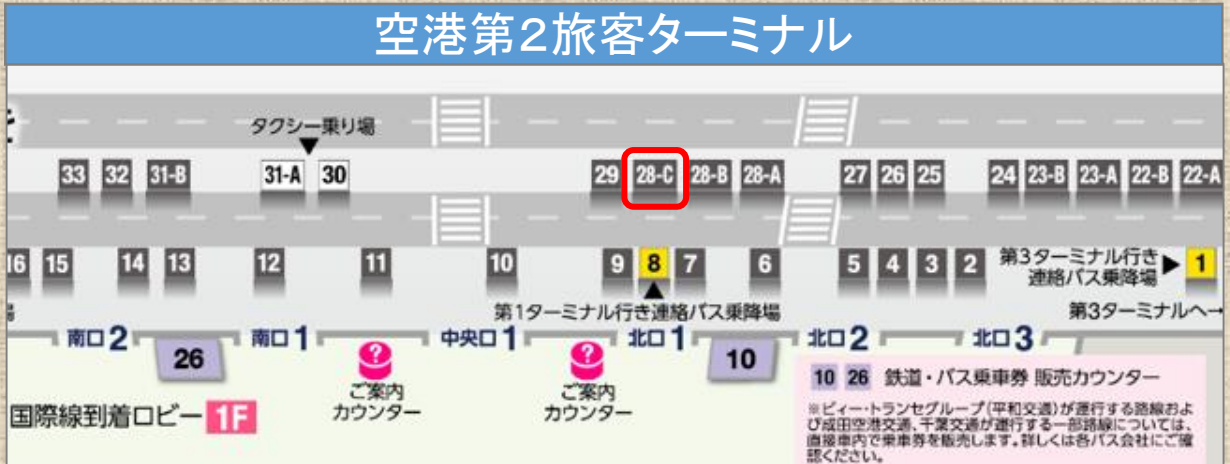 空港第2旅客ターミナル
タクシー乗り場
33 32 31-B 31-A 30 29 28-C 28-B 28-A 27 26 25 24 23-B 23-A 22-B 22-A
16 15 14 13 12 11 10 9 8 7 6 5 4 3 2
第3ターミナル行き
連絡バス乗降場
1
第1ターミナル行き連絡バス乗降場
第3ターミナルへ→
南口2 南口1 中央口1 北口1 北口2 北口3
26
10
?
ご案内
カウンター
?
ご案内
カウンター
国際線到着ロビー 1F
10 26 鉄道・バス乗車券 販売カウンター
※ビィー・トランセグループ(平和交通)が運行する路線およ
び成田空港交通、千葉交通が運行する一部路線については、
直接車内で乗車券を販売します。詳しくは各バス会社にご確
認ください。